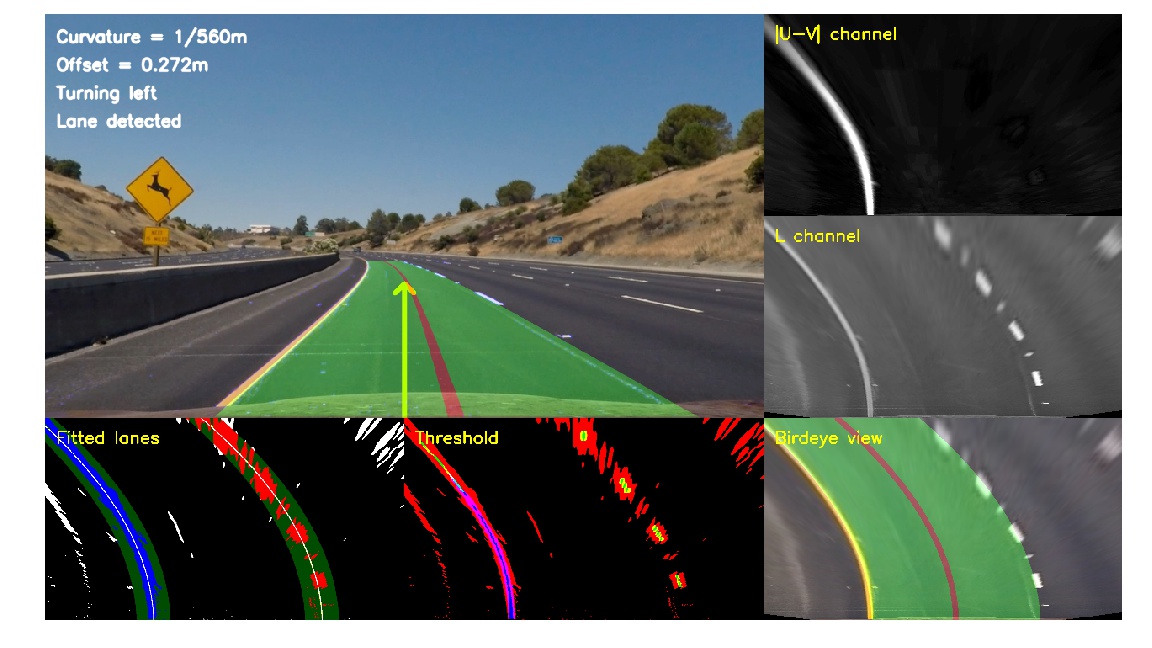 Curvature = 1/560m
Offset = 0.272m
Turning left
Lane detected
|U-V| channel
L channel
Fitted lanes
Threshold
Birdeye view